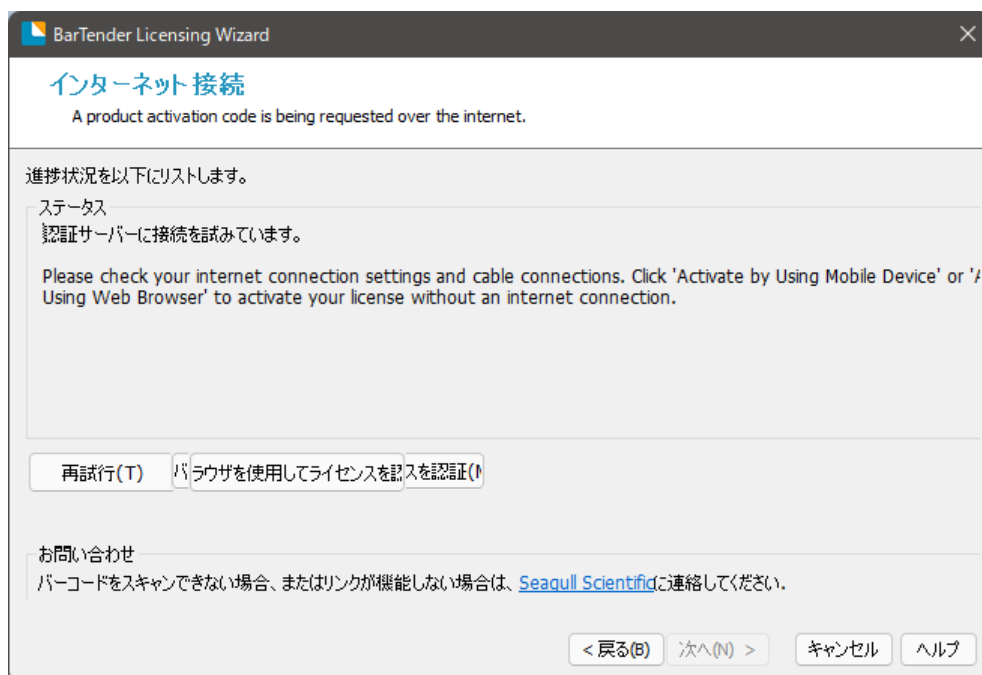 BarTender Licensing Wizard
インターネット接続
A product activation code is being requested over the internet.
進捗状況を以下にリストします。
ステータス
認証サーバーに接続を試みています。
Please check your internet connection settings and cable connections. Click 'Activate by Using Mobile Device' or
Using Web Browser' to activate your license without an internet connection.
再試行(T) バ ラウザを使用してライセンスを認 スを認証(
お問い合わせ
バーコードをスキャンできない場合、またはリンクが機能しない場合は、Seagull Scientificに連絡してください.
< 戻る(B) 次へ(N) > キャンセル ヘルプ